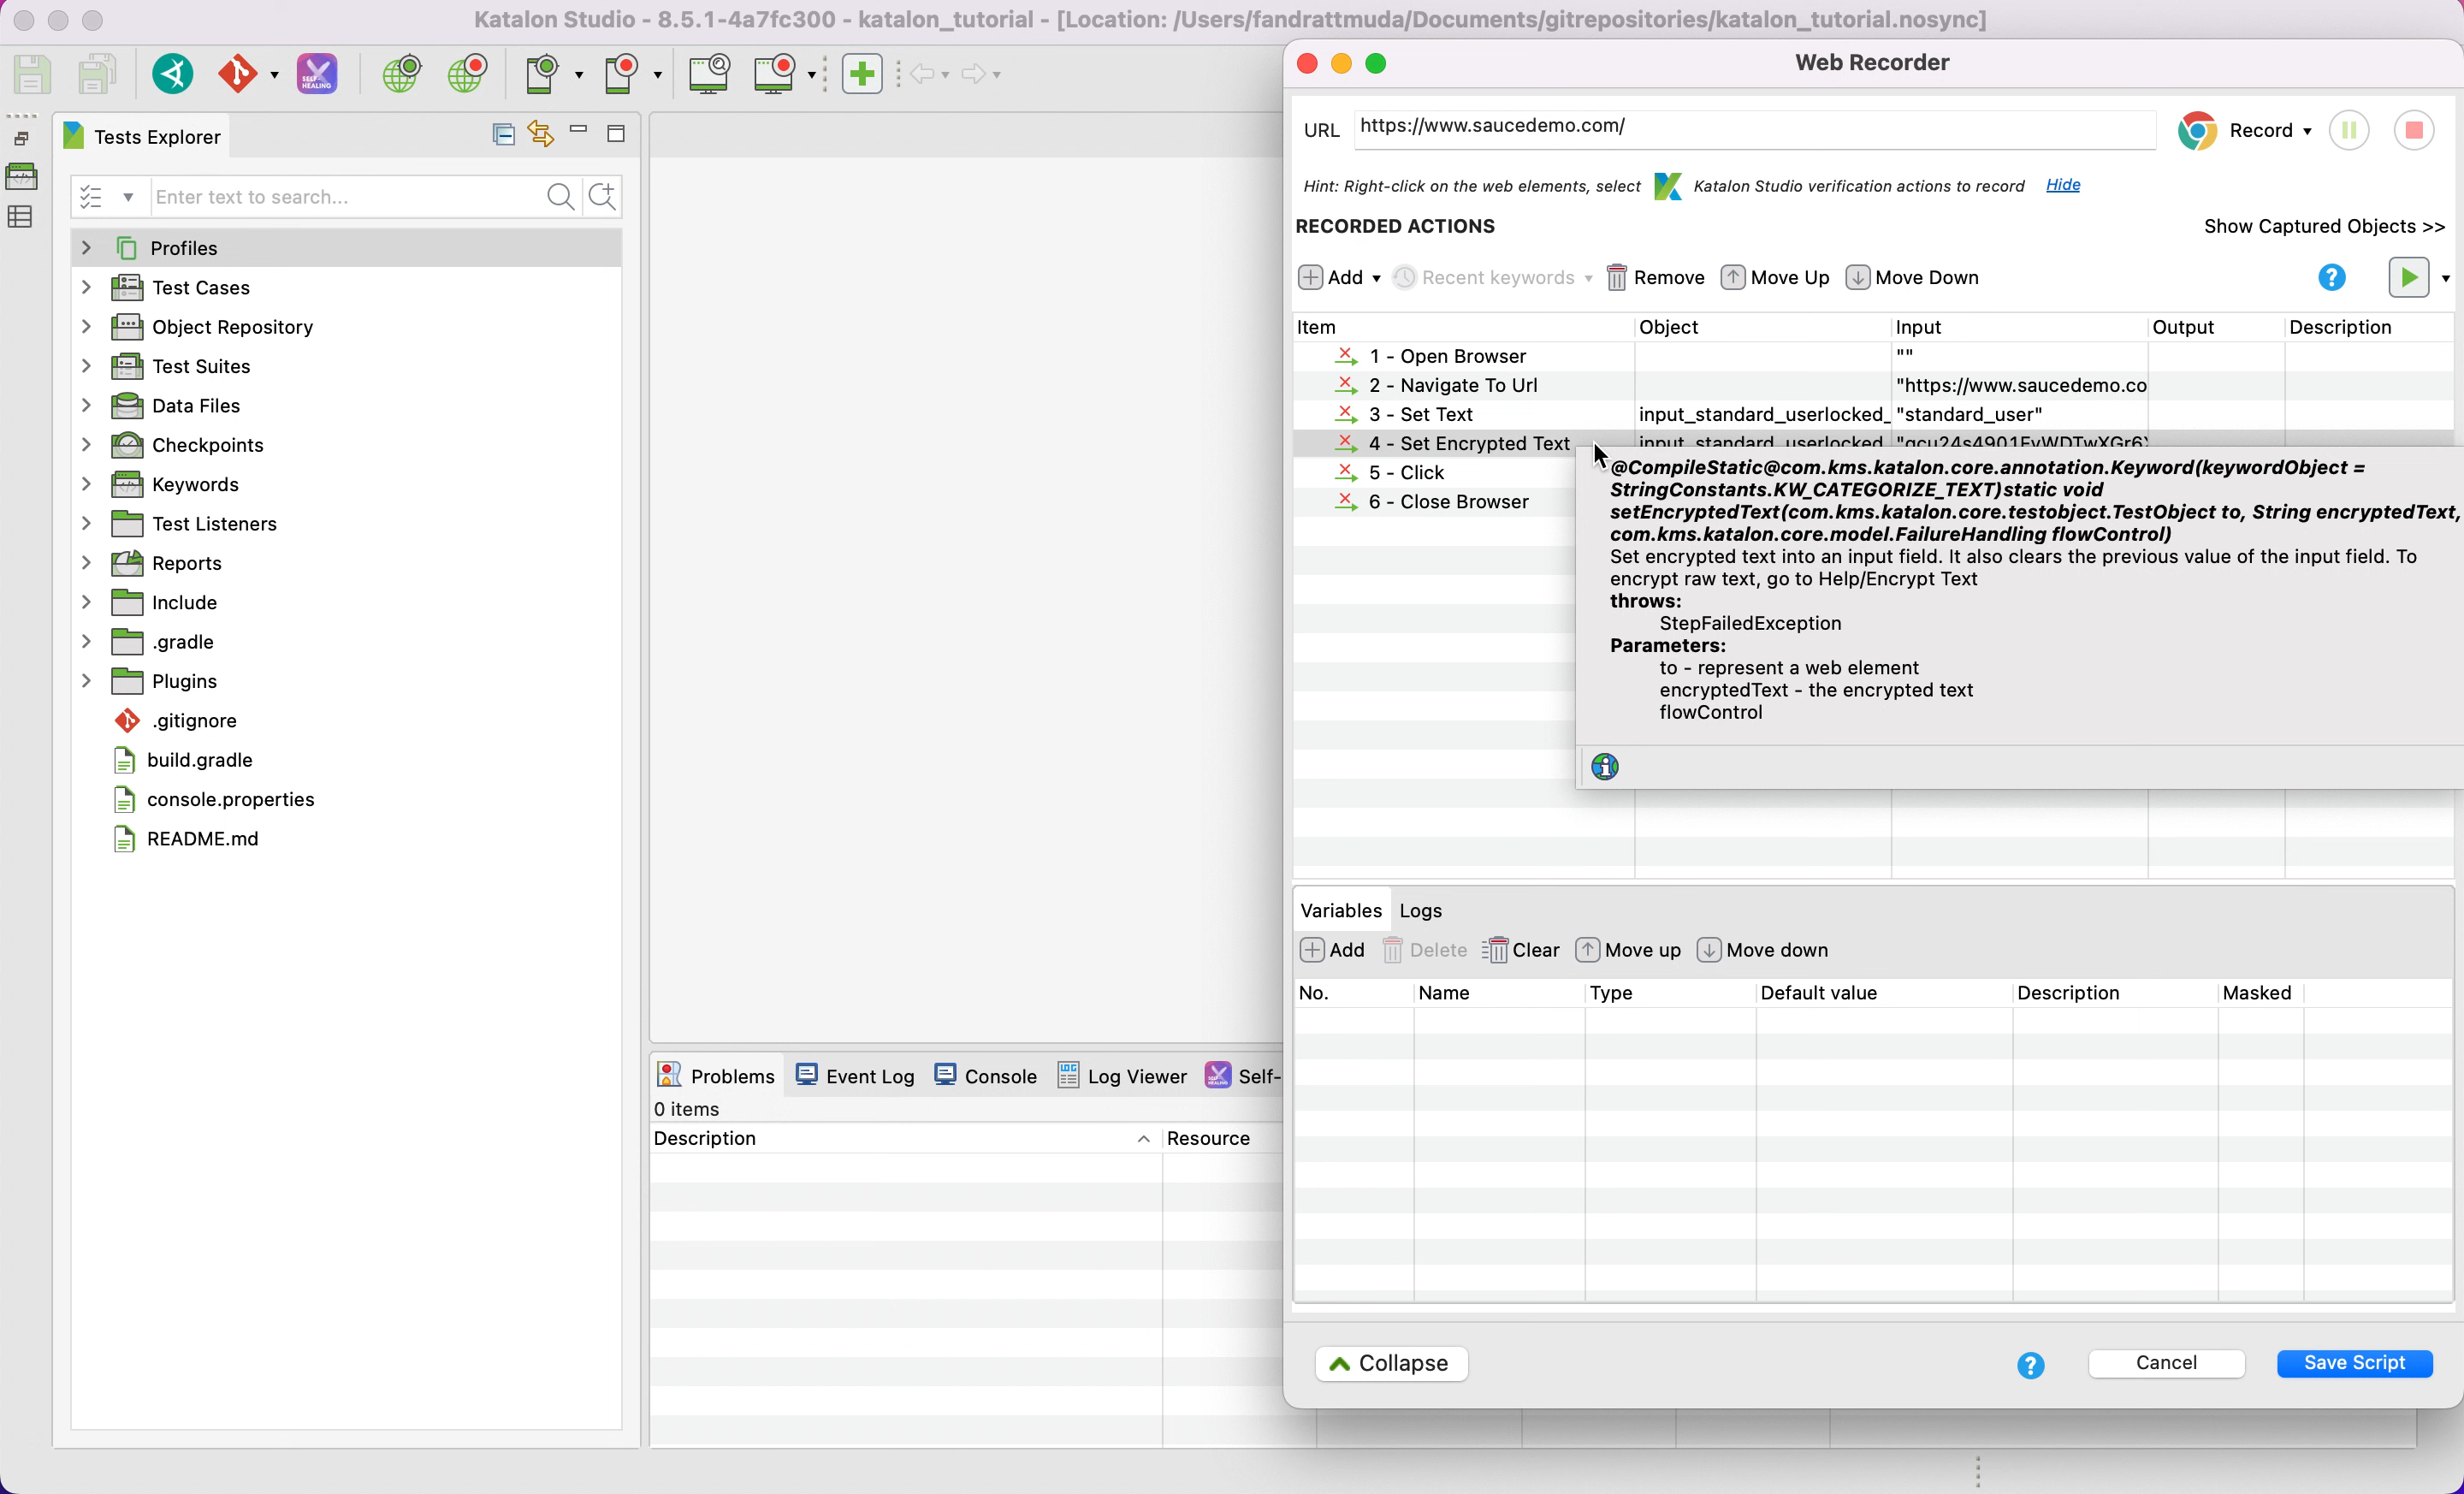 Katalon Studio - 8.5.1-4a7fc300 - katalon_tutorial - [Location: /Users/fandrattmuda/Documents/gitrepositories/katalon_tutorial.nosync]
SELF-HEALING
Tests Explorer
Enter text to search...
Profiles
Test Cases
Object Repository
Test Suites
Data Files
Checkpoints
Keywords
Test Listeners
Reports
Include
.gradle
Plugins
.gitignore
build.gradle
console.properties
README.md
Problems
Event Log
Console
Log Viewer
Self-
0 items
Description
Resource
Web Recorder
URL https://www.saucedemo.com/ Record
Hint: Right-click on the web elements, select Katalon Studio verification actions to record Hide
RECORDED ACTIONS Show Captured Objects >>
Add Recent keywords Remove Move Up Move Down
Item Object Input Output Description
1 - Open Browser ""
2 - Navigate To Url "https://www.saucedemo.co
3 - Set Text input_standard_userlocked_ "standard_user"
4 - Set Encrypted Text input_standard_userlocked_
5 - Click
6 - Close Browser
@CompileStatic@com.kms.katalon.core.annotation.Keyword(keywordObject =
StringConstants.KW_CATEGORIZE_TEXT)static void
setEncryptedText(com.kms.katalon.core.testobject.TestObject to, String encryptedText,
com.kms.katalon.core.model.FailureHandling flowControl)
Set encrypted text into an input field. It also clears the previous value of the input field. To
encrypt raw text, go to Help/Encrypt Text
throws:
StepFailedException
Parameters:
to - represent a web element
encryptedText - the encrypted text
flowControl
Variables Logs
Add Delete Clear Move up Move down
No. Name Type Default value Description Masked
Collapse Cancel Save Script